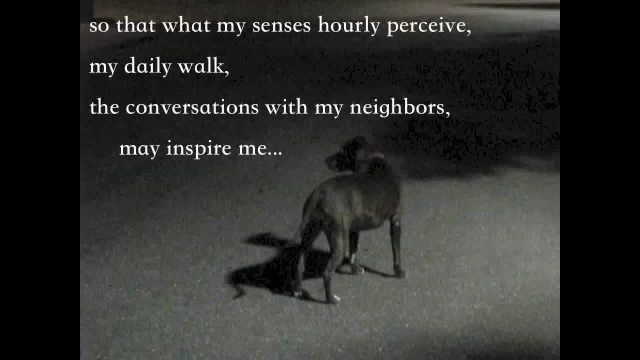 so that what my senses hourly perceive,
my daily walk,
the conversations with my neighbors,
may inspire me...